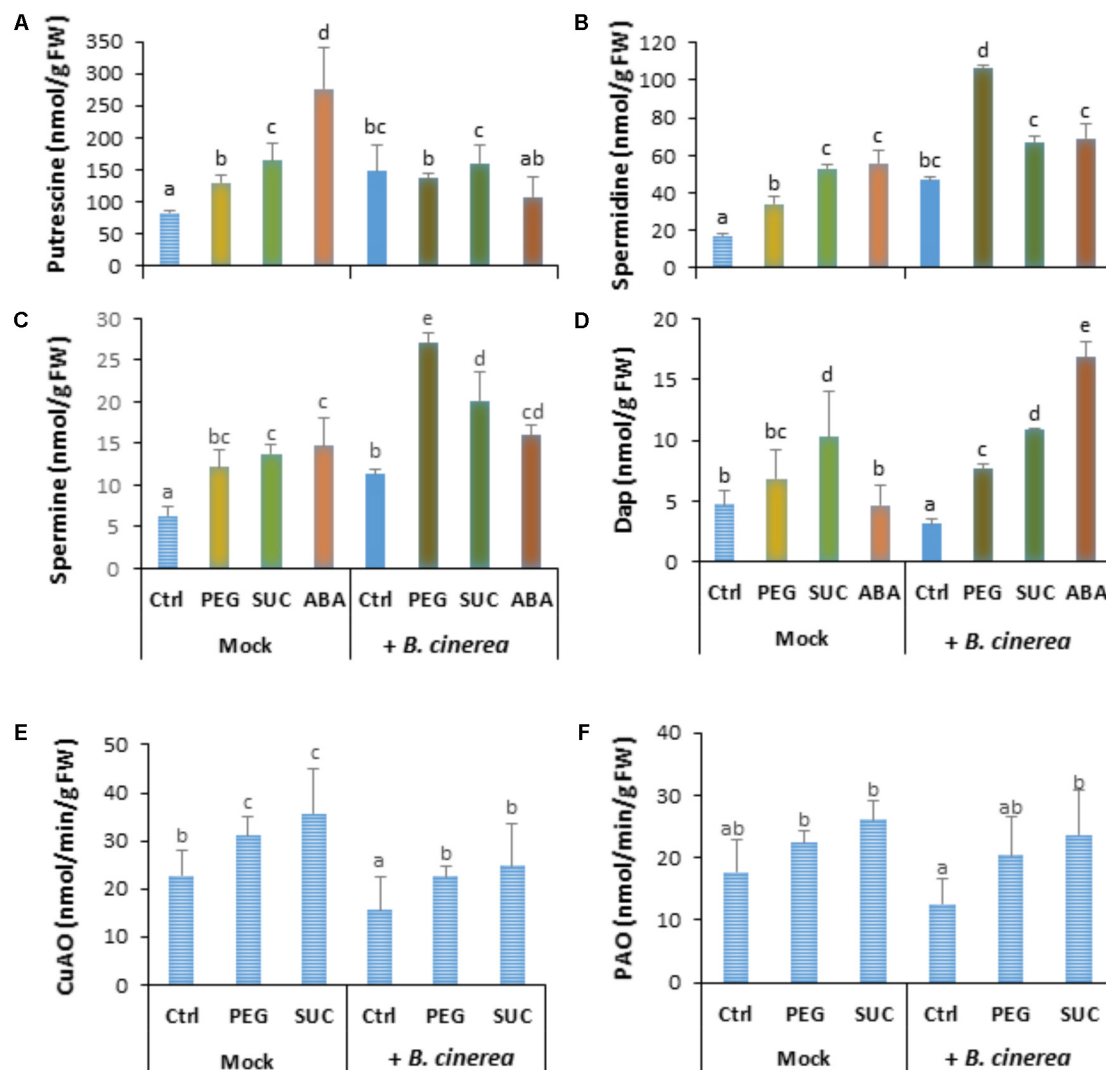 A
Putrescine (nmol/g FW)
350
300
250
200
150
100
50
0
a
b
c
d
bc
b
c
ab
B
Spermidine (nmol/g FW)
120
100
80
60
40
20
0
a
b
c
c
bc
d
c
c
C
Spermine (nmol/g FW)
30
25
20
15
10
5
0
a
bc
c
c
b
e
d
cd
Ctrl PEG SUC ABA Ctrl PEG SUC ABA
Mock + B. cinerea
D
Dap (nmol/g FW)
20
15
10
5
0
b
bc
d
b
a
c
d
e
Ctrl PEG SUC ABA Ctrl PEG SUC ABA
Mock + B. cinerea
E
CuAO (nmol/min/g FW)
50
40
30
20
10
0
b
c
c
a
b
b
Ctrl PEG SUC Ctrl PEG SUC
Mock + B. cinerea
F
PAO (nmol/min/g FW)
40
30
20
10
0
ab
b
b
a
ab
b
Ctrl PEG SUC Ctrl PEG SUC
Mock + B. cinerea